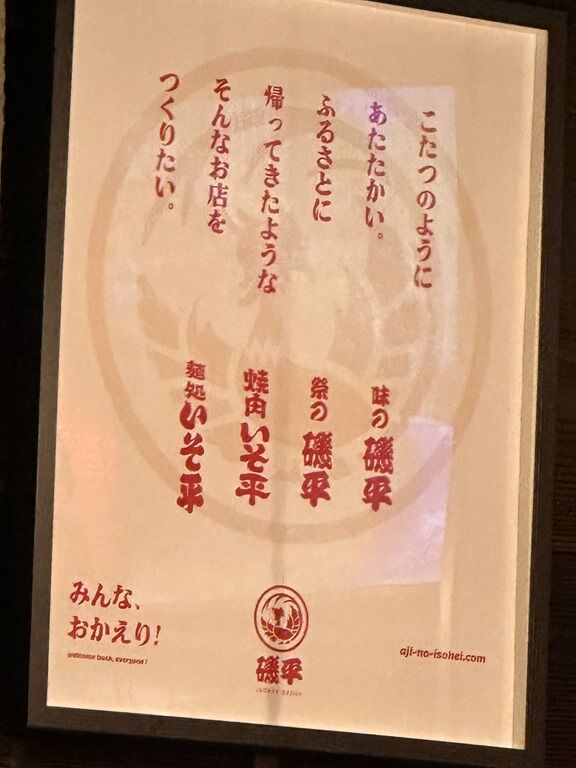 こたつのように
あたたかい。
ふるさとに
帰ってきたような
そんなお店を
つくりたい。
味の磯平
祭の磯平
焼肉いそ平
麺処いそ平
みんな、
おかえり!
welcome back, everyone!
磯平
aji-no-isohei.com